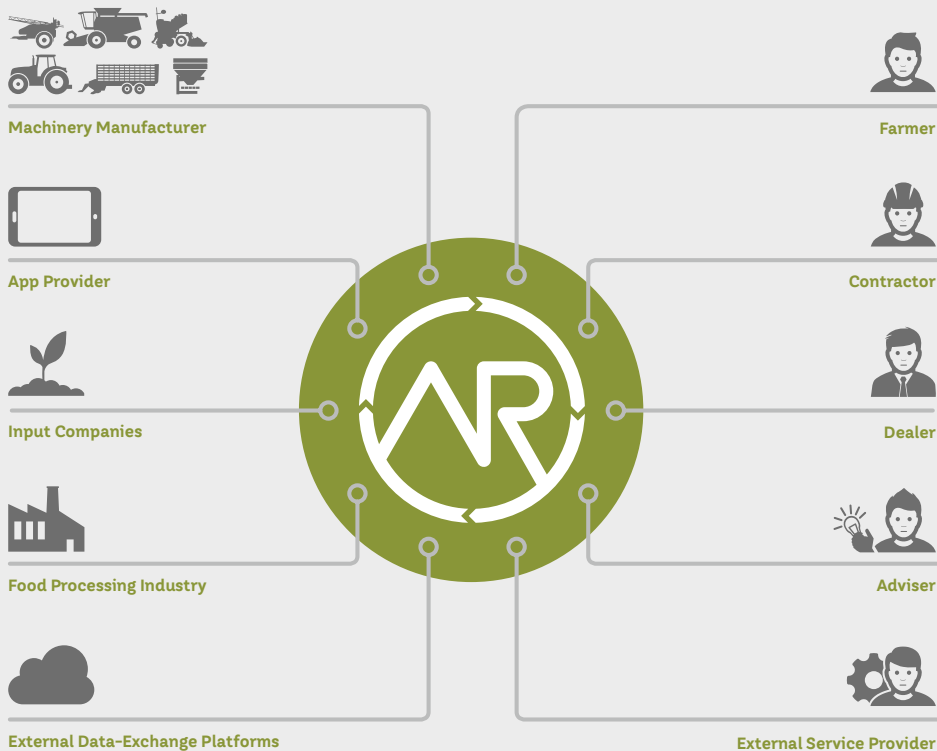 Machinery Manufacturer
Farmer
App Provider
Contractor
AR
Input Companies
Dealer
Food Processing Industry
Adviser
External Data-Exchange Platforms
External Service Provider